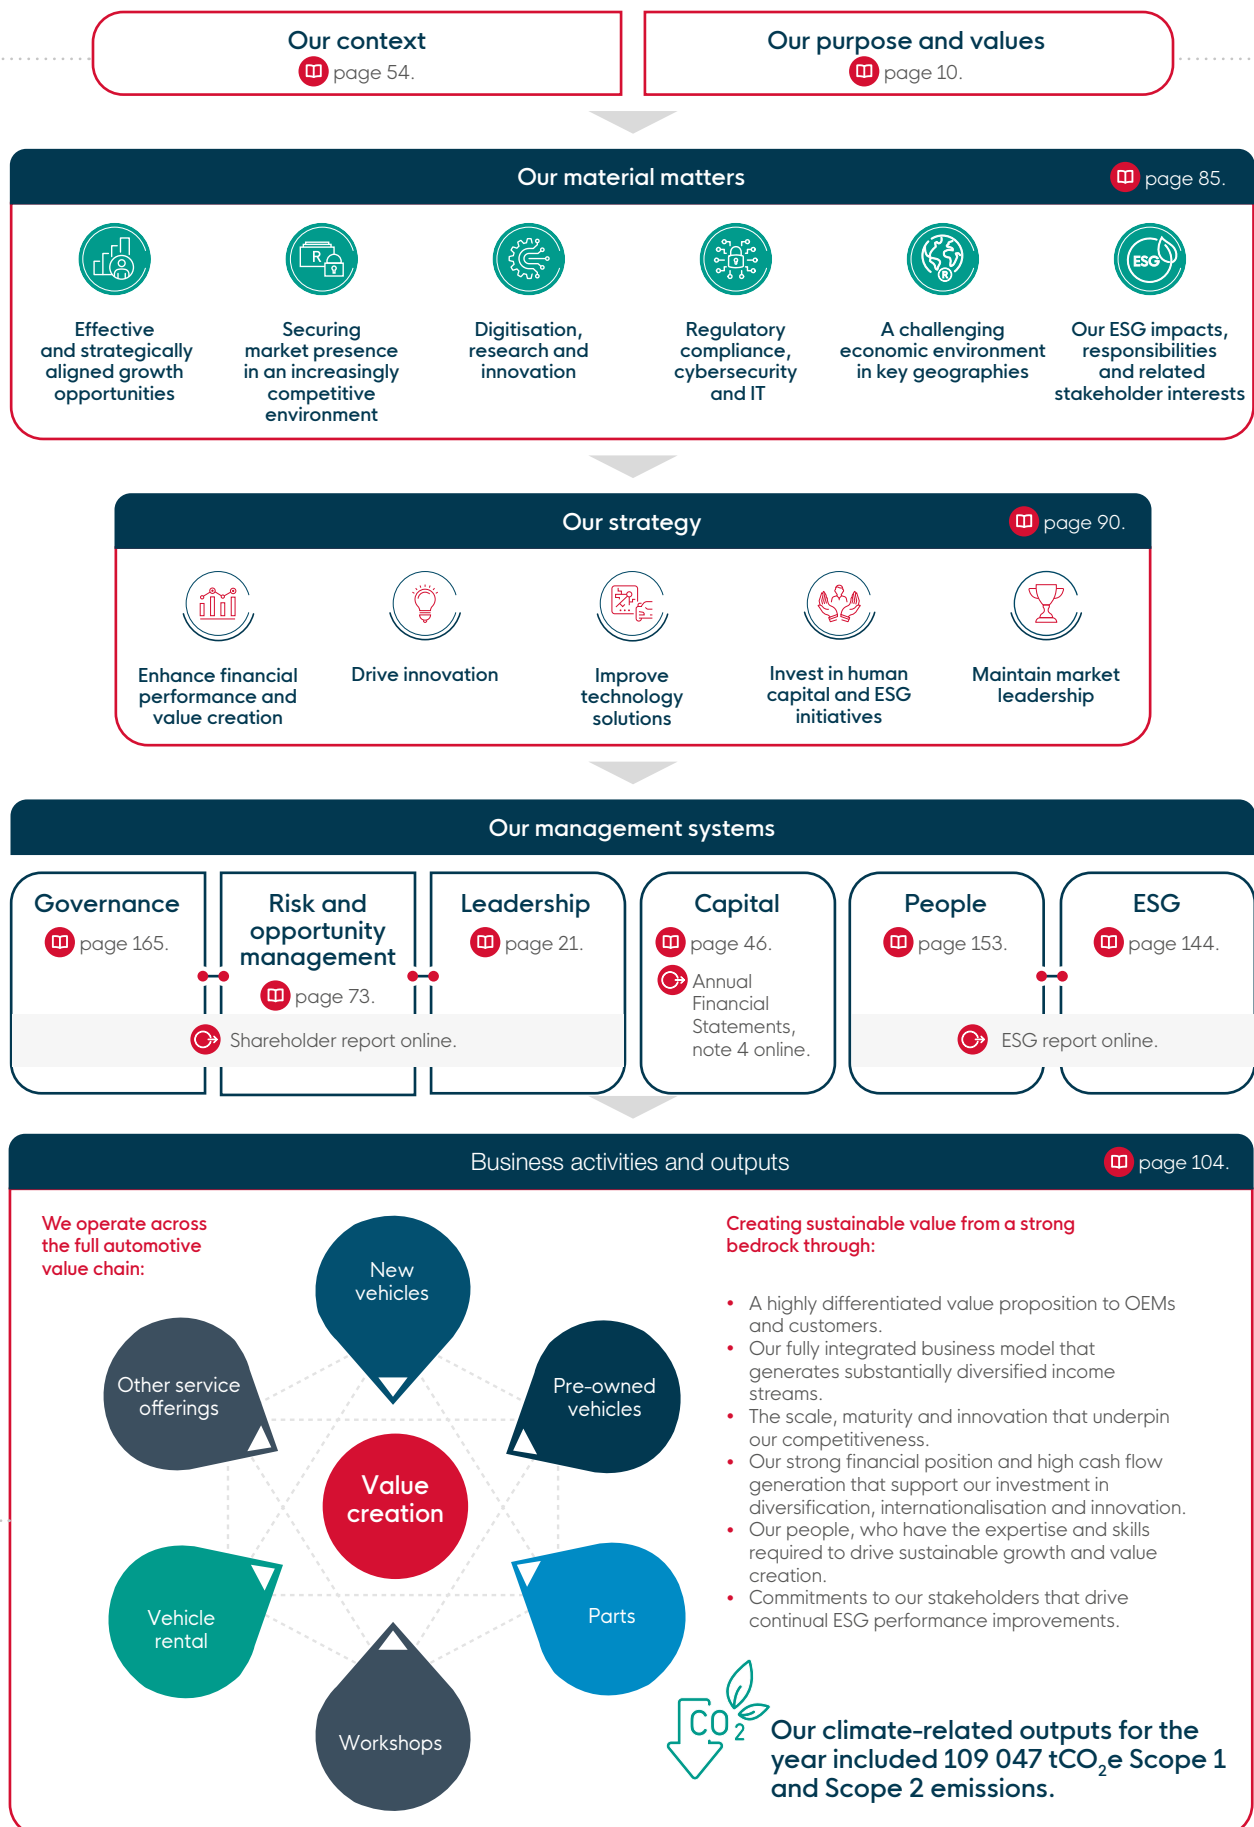 Our context
page 54.
Our purpose and values
page 10.
Our material matters
page 85.
Effective
and strategically
aligned growth
opportunities
R
Securing
market presence
in an increasingly
competitive
environment
Digitisation,
research and
innovation
Regulatory
compliance,
cybersecurity
and IT
R
A challenging
economic environment
in key geographies
ESG
Our ESG impacts,
responsibilities
and related
stakeholder interests
Our strategy
page 90.
Enhance financial
performance and
value creation
Drive innovation
Improve
technology
solutions
Invest in human
capital and ESG
initiatives
Maintain market
leadership
Our management systems
Governance
page 165.
Risk and
opportunity
management
page 73.
Leadership
page 21.
Shareholder report online.
Capital
page 46.
Annual
Financial
Statements,
note 4 online.
People
page 153.
ESG
page 144.
ESG report online.
Business activities and outputs
page 104.
We operate across
the full automotive
value chain:
New
vehicles
Pre-owned
vehicles
Parts
Workshops
Vehicle
rental
Other service
offerings
Value
creation
Creating sustainable value from a strong
bedrock through:
• A highly differentiated value proposition to OEMs
and customers.
• Our fully integrated business model that
generates substantially diversified income
streams.
• The scale, maturity and innovation that underpin
our competitiveness.
• Our strong financial position and high cash flow
generation that support our investment in
diversification, internationalisation and innovation.
• Our people, who have the expertise and skills
required to drive sustainable growth and value
creation.
• Commitments to our stakeholders that drive
continual ESG performance improvements.
CO2
Our climate-related outputs for the
year included 109 047 tCO₂e Scope 1
and Scope 2 emissions.